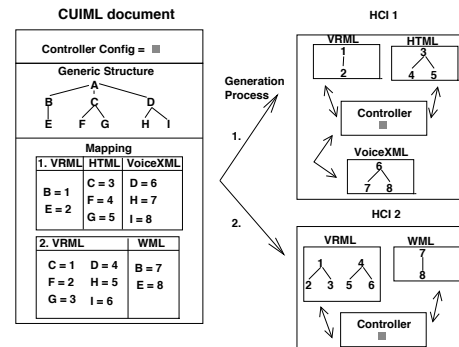 CUIML document
Controller Config =
Generic Structure
A
B C D
E F G H I
Mapping
1. VRML HTML VoiceXML
B = 1
E = 2
C = 3
F = 4
G = 5
D = 6
H = 7
I = 8
2. VRML WML
C = 1 D = 4
F = 2 H = 5
G = 3 I = 6
B = 7
E = 8
Generation
Process
1.
2.
HCI 1
VRML
1
2
HTML
3
4 5
Controller
VoiceXML
6
7 8
HCI 2
VRML
1 4
2 3 5 6
WML
7
8
Controller